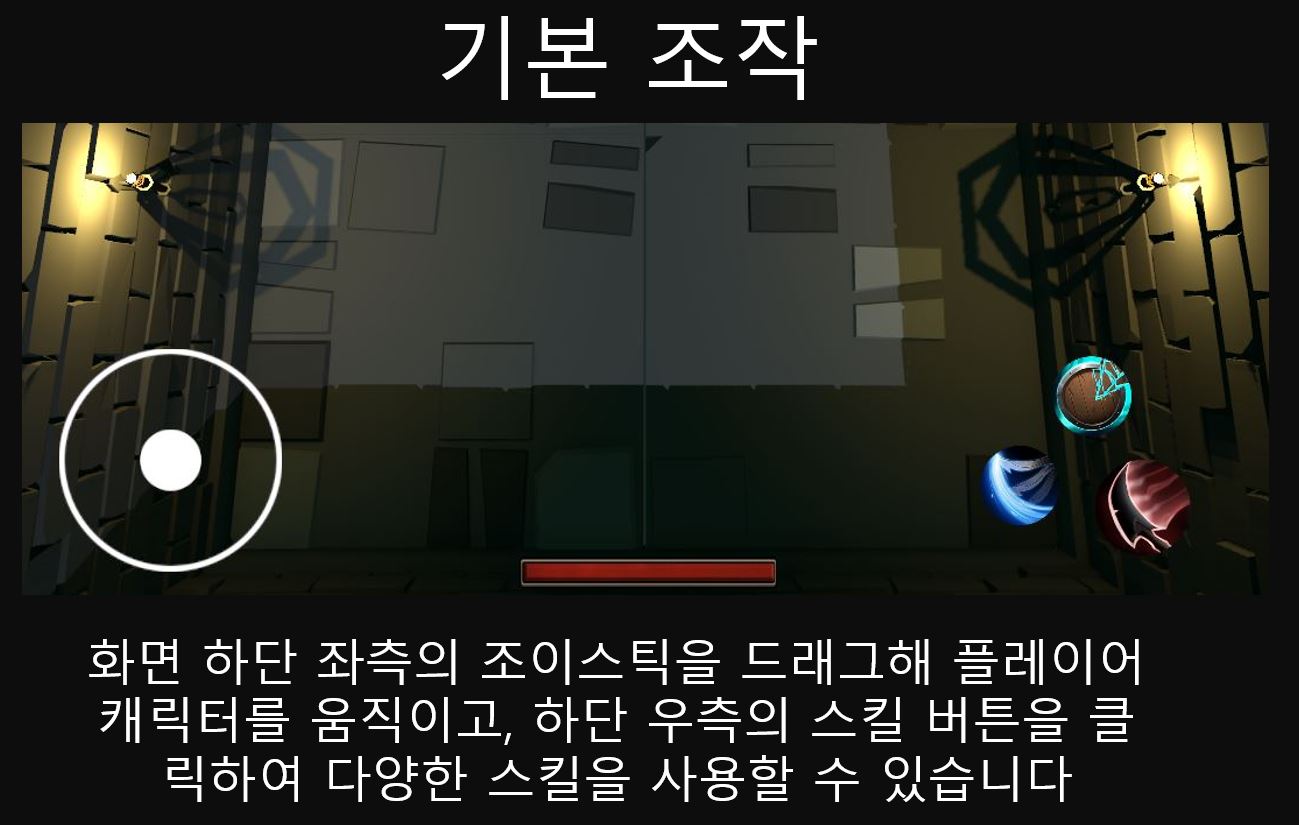 기본 조작
화면 하단 좌측의 조이스틱을 드래그해 플레이어
캐릭터를 움직이고, 하단 우측의 스킬 버튼을 클
릭하여 다양한 스킬을 사용할 수 있습니다